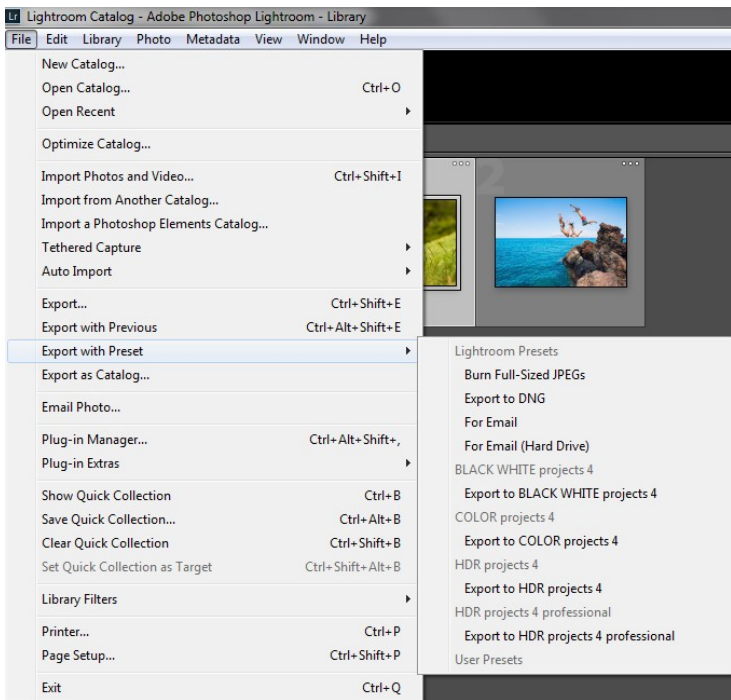 Lr Lightroom Catalog - Adobe Photoshop Lightroom - Library
File Edit Library Photo Metadata View Window Help
New Catalog...
Open Catalog... Ctrl+O
Open Recent
Optimize Catalog...
Import Photos and Video... Ctrl+Shift+I
Import from Another Catalog...
Import a Photoshop Elements Catalog...
Tethered Capture
Auto Import
Export... Ctrl+Shift+E
Export with Previous Ctrl+Alt+Shift+E
Export with Preset
Export as Catalog...
Email Photo...
Plug-in Manager... Ctrl+Alt+Shift+,
Plug-in Extras
Show Quick Collection Ctrl+B
Save Quick Collection... Ctrl+Alt+B
Clear Quick Collection Ctrl+Shift+B
Set Quick Collection as Target Ctrl+Shift+Alt+B
Library Filters
Printer... Ctrl+P
Page Setup... Ctrl+Shift+P
Exit Ctrl+Q
2
Lightroom Presets
Burn Full-Sized JPEGs
Export to DNG
For Email
For Email (Hard Drive)
BLACK WHITE projects 4
Export to BLACK WHITE projects 4
COLOR projects 4
Export to COLOR projects 4
HDR projects 4
Export to HDR projects 4
HDR projects 4 professional
Export to HDR projects 4 professional
User Presets